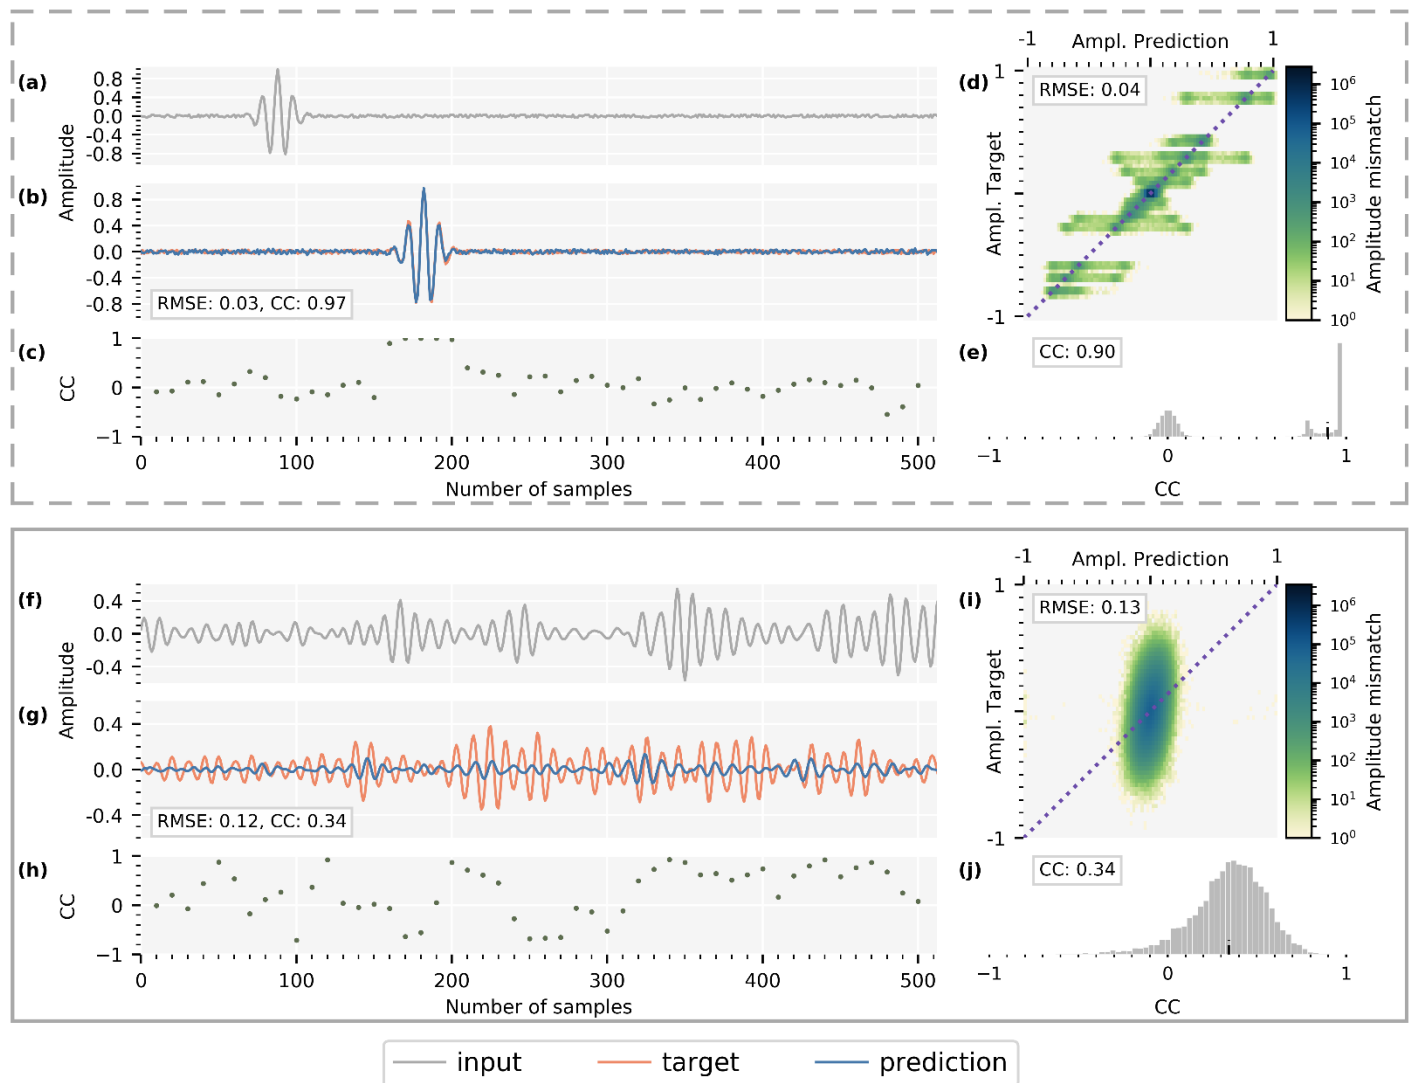 (a)
0.8
0.4
0.0
-0.4
-0.8
Amplitude
(b)
0.8
0.4
0.0
-0.4
-0.8
RMSE: 0.03, CC: 0.97
(c)
1
0
−1
CC
0 100 200 300 400 500
Number of samples
(d)
-1 1
Ampl. Prediction
1
-1
Ampl. Target
RMSE: 0.04
10⁶
10⁵
10⁴
10³
10²
10¹
10⁰
Amplitude mismatch
(e)
CC: 0.90
−1 0 1
CC
(f)
0.4
0.0
-0.4
Amplitude
(g)
0.4
0.0
-0.4
RMSE: 0.12, CC: 0.34
(h)
1
0
−1
CC
0 100 200 300 400 500
Number of samples
(i)
-1 1
Ampl. Prediction
1
-1
Ampl. Target
RMSE: 0.13
10⁶
10⁵
10⁴
10³
10²
10¹
10⁰
Amplitude mismatch
(j)
CC: 0.34
−1 0 1
CC
input target prediction